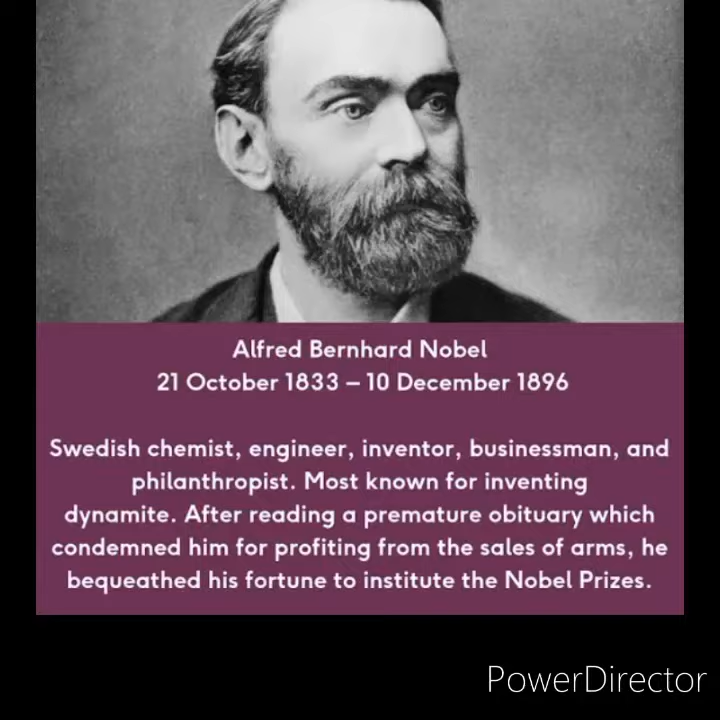 Alfred Bernhard Nobel
21 October 1833 – 10 December 1896
Swedish chemist, engineer, inventor, businessman, and
philanthropist. Most known for inventing
dynamite. After reading a premature obituary which
condemned him for profiting from the sales of arms, he
bequeathed his fortune to institute the Nobel Prizes.
PowerDirector